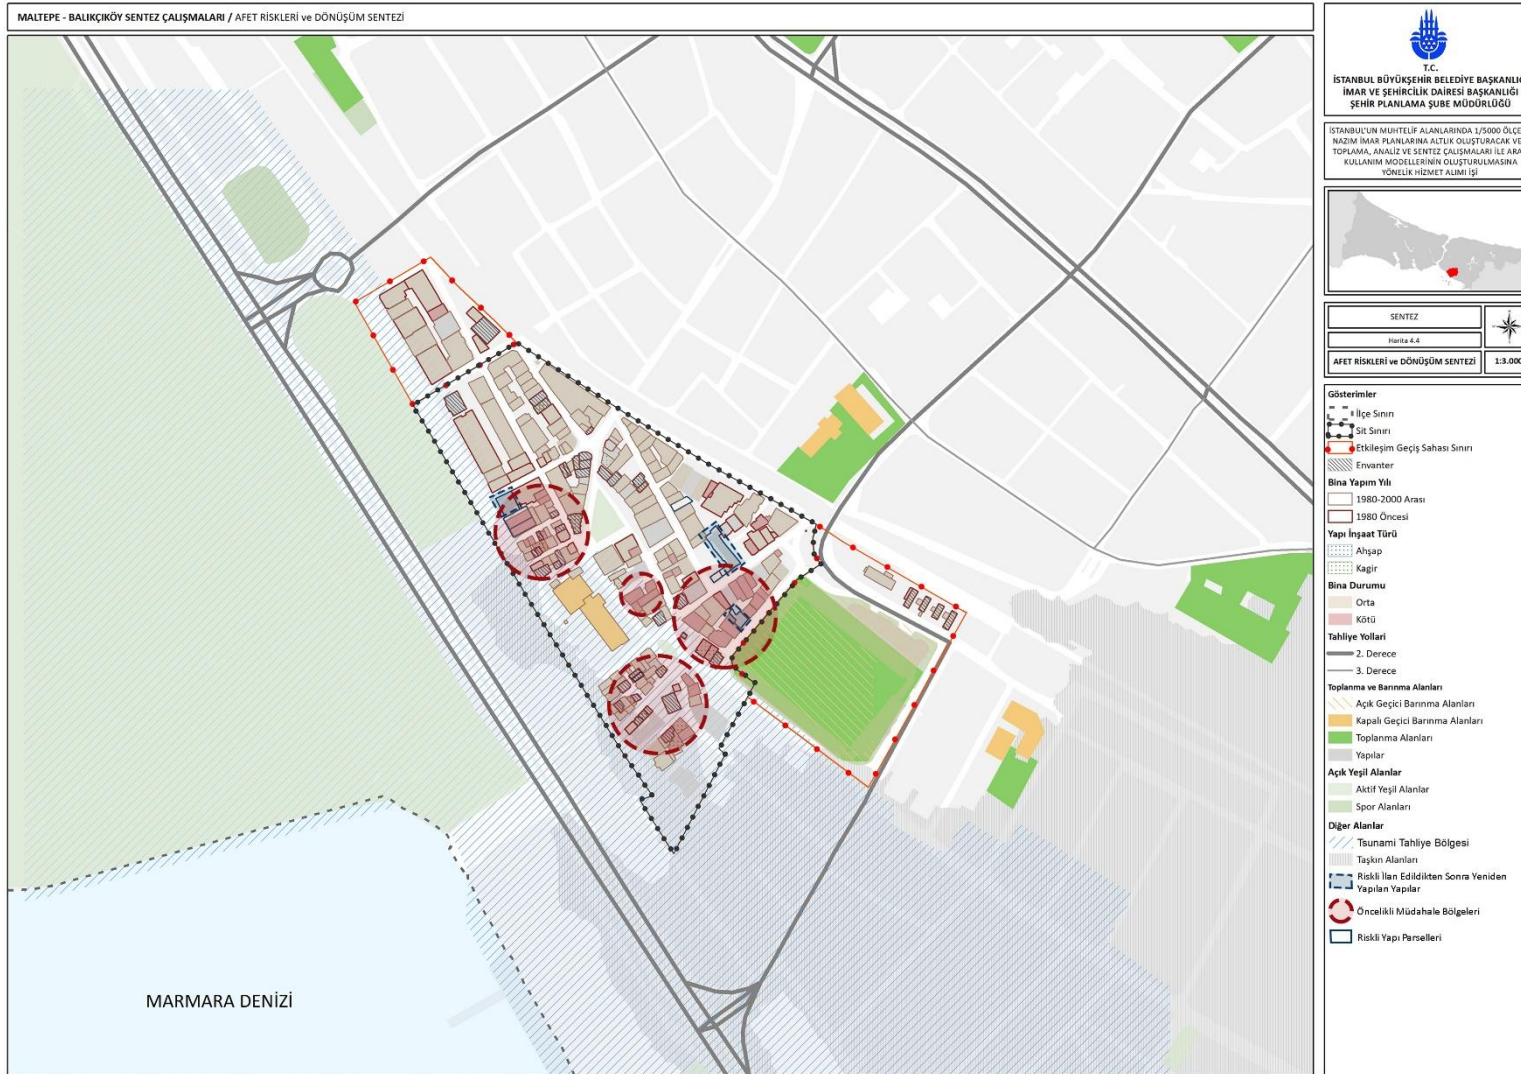 MALTEPE - BALIKÇIKÖY SENTEZ ÇALIŞMALARI / AFET RİSKLERİ ve DÖNÜŞÜM SENTEZİ
MARMARA DENİZİ
T.C.
İSTANBUL BÜYÜKŞEHİR BELEDİYE BAŞKANLIĞ
İMAR VE ŞEHİRCİLİK DAİRESİ BAŞKANLIĞI
ŞEHİR PLANLAMA ŞUBE MÜDÜRLÜĞÜ
İSTANBUL'UN MUHTELİF ALANLARINDA 1/5000 ÖLÇE
NAZIM İMAR PLANLARINA ALTLIK OLUŞTURACAK VE
TOPLAMA, ANALİZ VE SENTEZ ÇALIŞMALARI İLE ARA
KULLANIM MODELLERİNİN OLUŞTURULMASINA
YÖNELİK HİZMET ALIMI İŞİ
SENTEZ
Harita 4.4
AFET RİSKLERİ ve DÖNÜŞÜM SENTEZİ 1:3.000
Gösterimler
İlçe Sınırı
Sit Sınırı
Etkileşim Geçiş Sahası Sınırı
Envanter
Bina Yapım Yılı
1980-2000 Arası
1980 Öncesi
Yapı İnşaat Türü
Ahşap
Kagir
Bina Durumu
Orta
Kötü
Tahliye Yollari
2. Derece
3. Derece
Toplanma ve Barınma Alanları
Açık Geçici Barınma Alanları
Kapalı Geçici Barınma Alanları
Toplanma Alanları
Yapılar
Açık Yeşil Alanlar
Aktif Yeşil Alanlar
Spor Alanları
Diğer Alanlar
Tsunami Tahliye Bölgesi
Taşkın Alanları
Riskli İlan Edildikten Sonra Yeniden
Yapılan Yapılar
Öncelikli Müdahale Bölgeleri
Riskli Yapı Parselleri